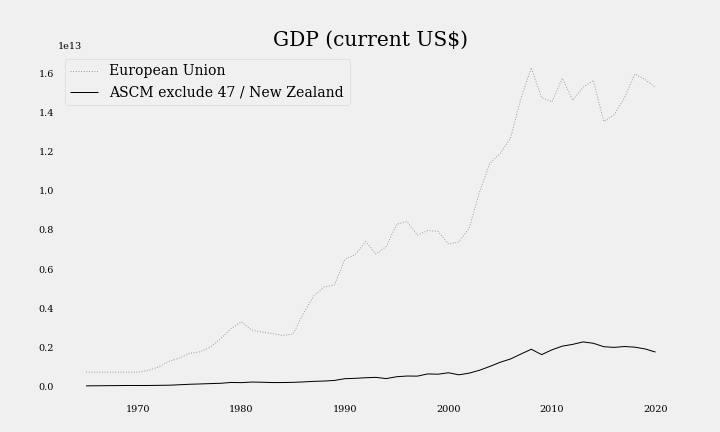 GDP (current US$)
1e13
European Union
ASCM exclude 47 / New Zealand
1.6
1.4
1.2
1.0
0.8
0.6
0.4
0.2
0.0
1970 1980 1990 2000 2010 2020